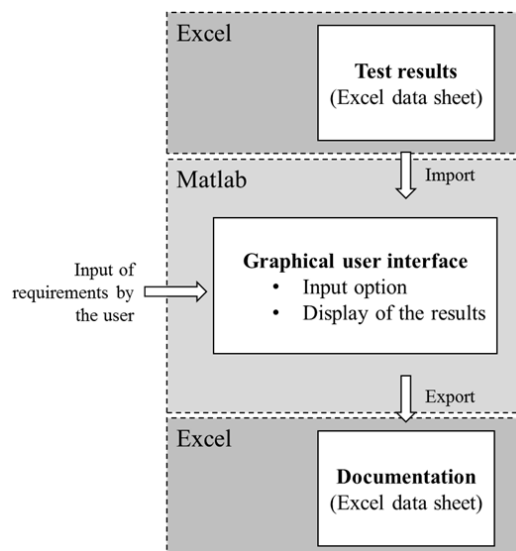 Excel
Test results
(Excel data sheet)
Import
Matlab
Graphical user interface
• Input option
• Display of the results
Input of
requirements by
the user
Export
Excel
Documentation
(Excel data sheet)